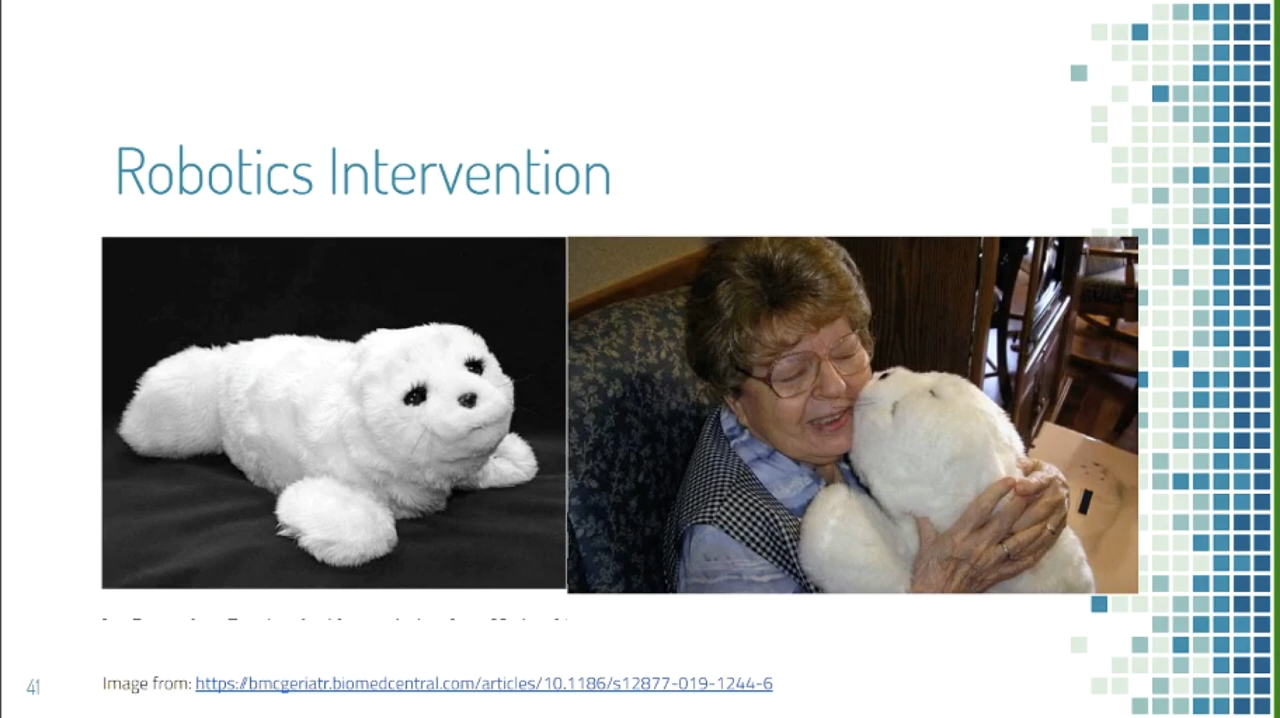 Robotics Intervention
41
Image from: https://bmcgeriatr.biomedcentral.com/articles/10.1186/s12877-019-1244-6